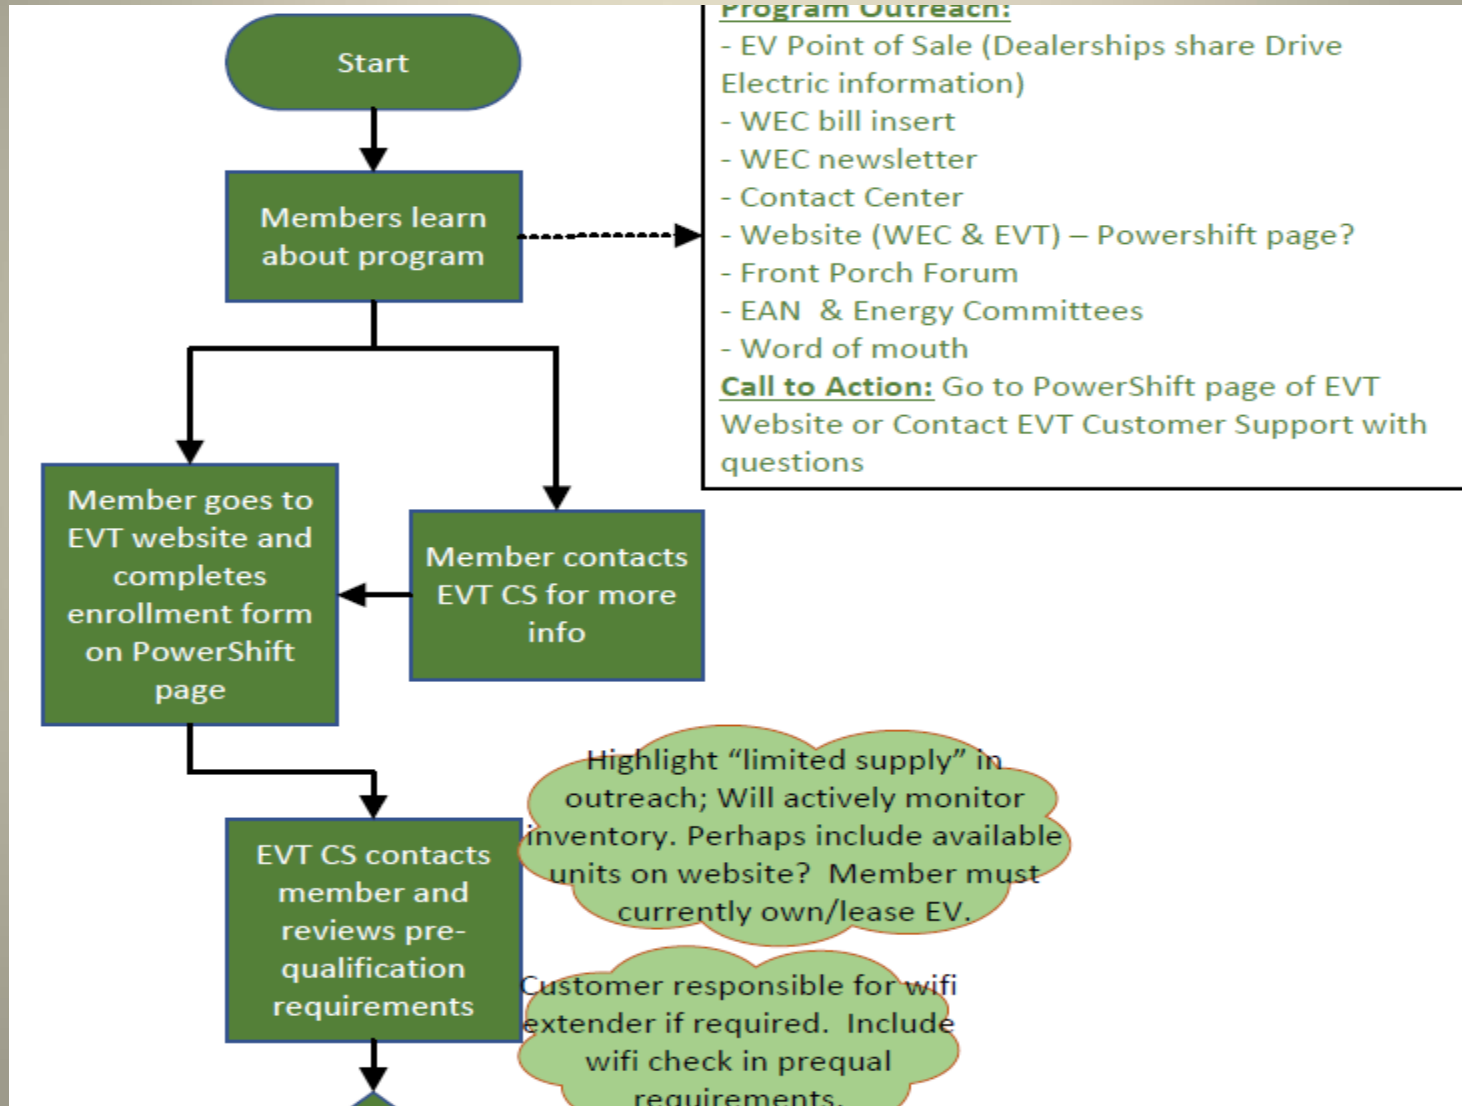 Start
Members learn
about program
Program Outreach:
- EV Point of Sale (Dealerships share Drive
Electric information)
- WEC bill insert
- WEC newsletter
- Contact Center
- Website (WEC & EVT) – Powershift page?
- Front Porch Forum
- EAN  & Energy Committees
- Word of mouth
Call to Action: Go to PowerShift page of EVT
Website or Contact EVT Customer Support with
questions
Member goes to
EVT website and
completes
enrollment form
on PowerShift
page
Member contacts
EVT CS for more
info
EVT CS contacts
member and
reviews pre-
qualification
requirements
Highlight “limited supply” in
outreach; Will actively monitor
inventory. Perhaps include available
units on website?  Member must
currently own/lease EV.
Customer responsible for wifi
extender if required.  Include
wifi check in prequal
requirements.